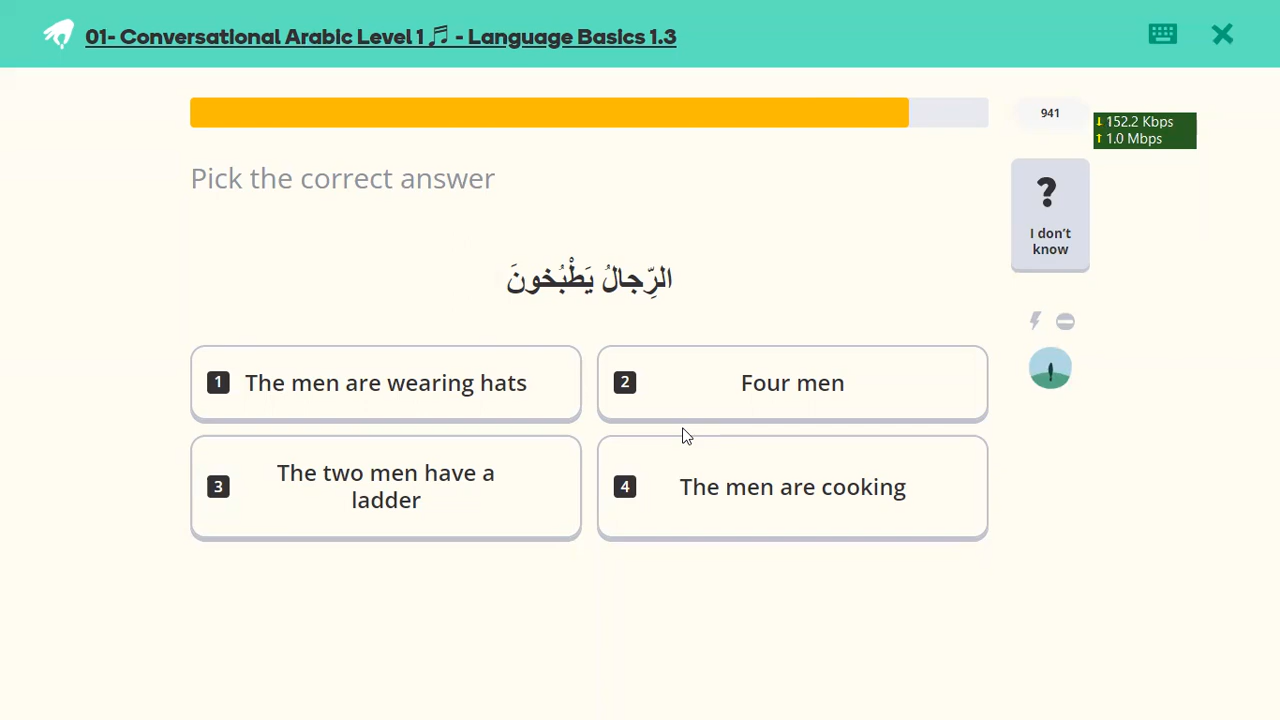 01- Conversational Arabic Level 1 🎵 - Language Basics 1.3
941
↓ 152.2 Kbps
↑ 1.0 Mbps
Pick the correct answer
?
I don't
know
الرِّجالُ يَطْبُخونَ
1 The men are wearing hats
2 Four men
3 The two men have a
ladder
4 The men are cooking